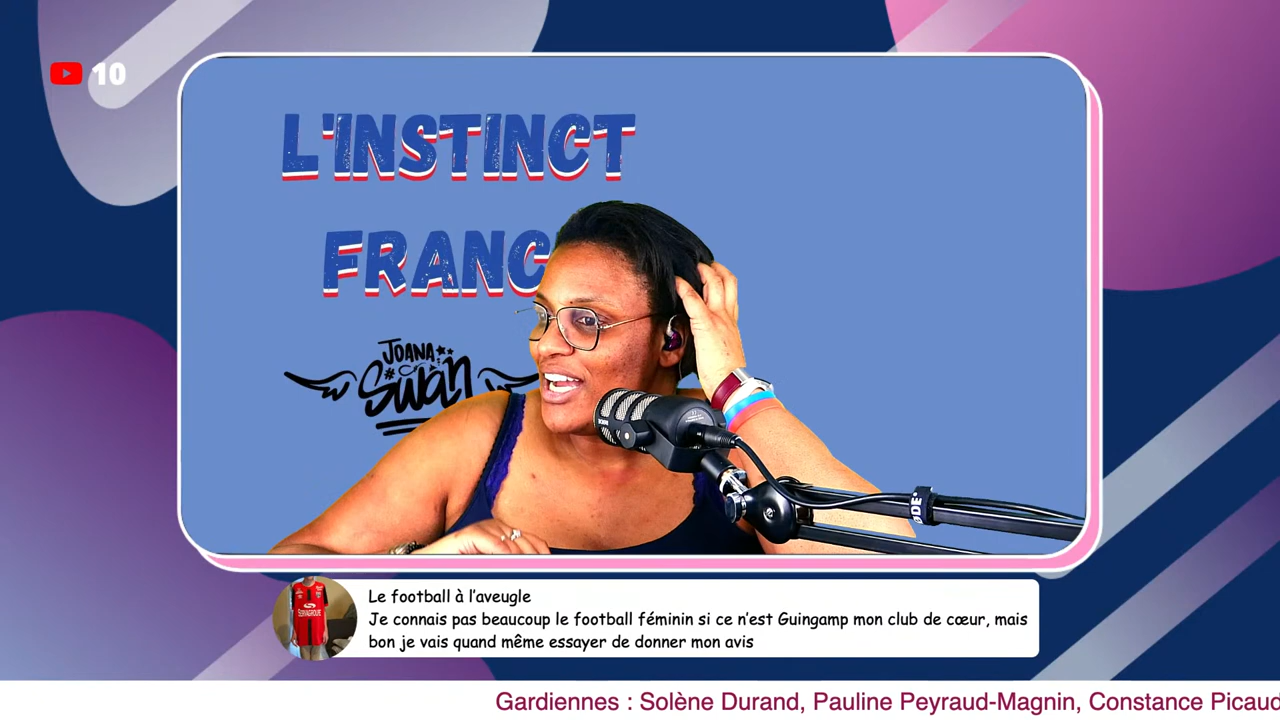 10
L'INSTINCT
FRANC
JOANA
Swan
Le football à l'aveugle
Je connais pas beaucoup le football féminin si ce n'est Guingamp mon club de cœur, mais
bon je vais quand même essayer de donner mon avis
Gardiennes : Solène Durand, Pauline Peyraud-Magnin, Constance Picaud